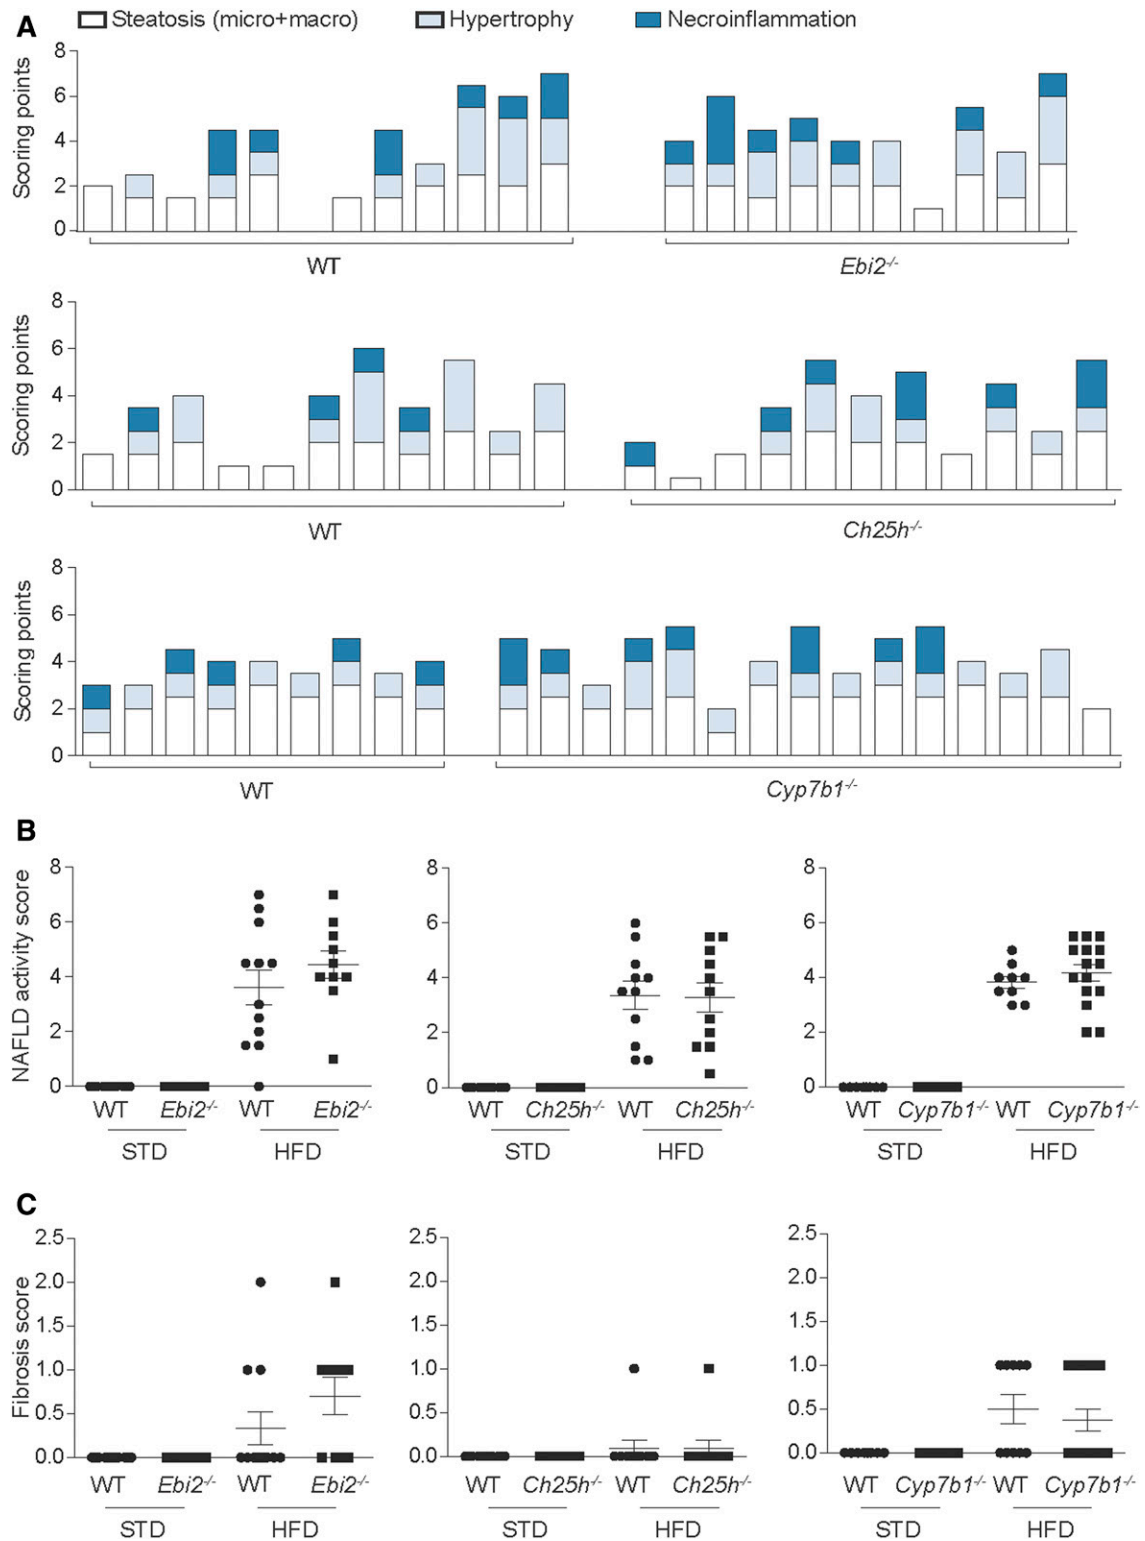 A
Steatosis (micro+macro) Hypertrophy Necroinflammation
Scoring points
8
6
4
2
0
WT Ebi2-/-
Scoring points
8
6
4
2
0
WT Ch25h-/-
Scoring points
8
6
4
2
0
WT Cyp7b1-/-
B
NAFLD activity score
8 8 8
6 6 6
4 4 4
2 2 2
0 0 0
WT Ebi2-/- WT Ebi2-/- WT Ch25h-/- WT Ch25h-/- WT Cyp7b1-/- WT Cyp7b1-/-
STD HFD STD HFD STD HFD
C
Fibrosis score
2.5 2.5 2.5
2.0 2.0 2.0
1.5 1.5 1.5
1.0 1.0 1.0
0.5 0.5 0.5
0.0 0.0 0.0
WT Ebi2-/- WT Ebi2-/- WT Ch25h-/- WT Ch25h-/- WT Cyp7b1-/- WT Cyp7b1-/-
STD HFD STD HFD STD HFD